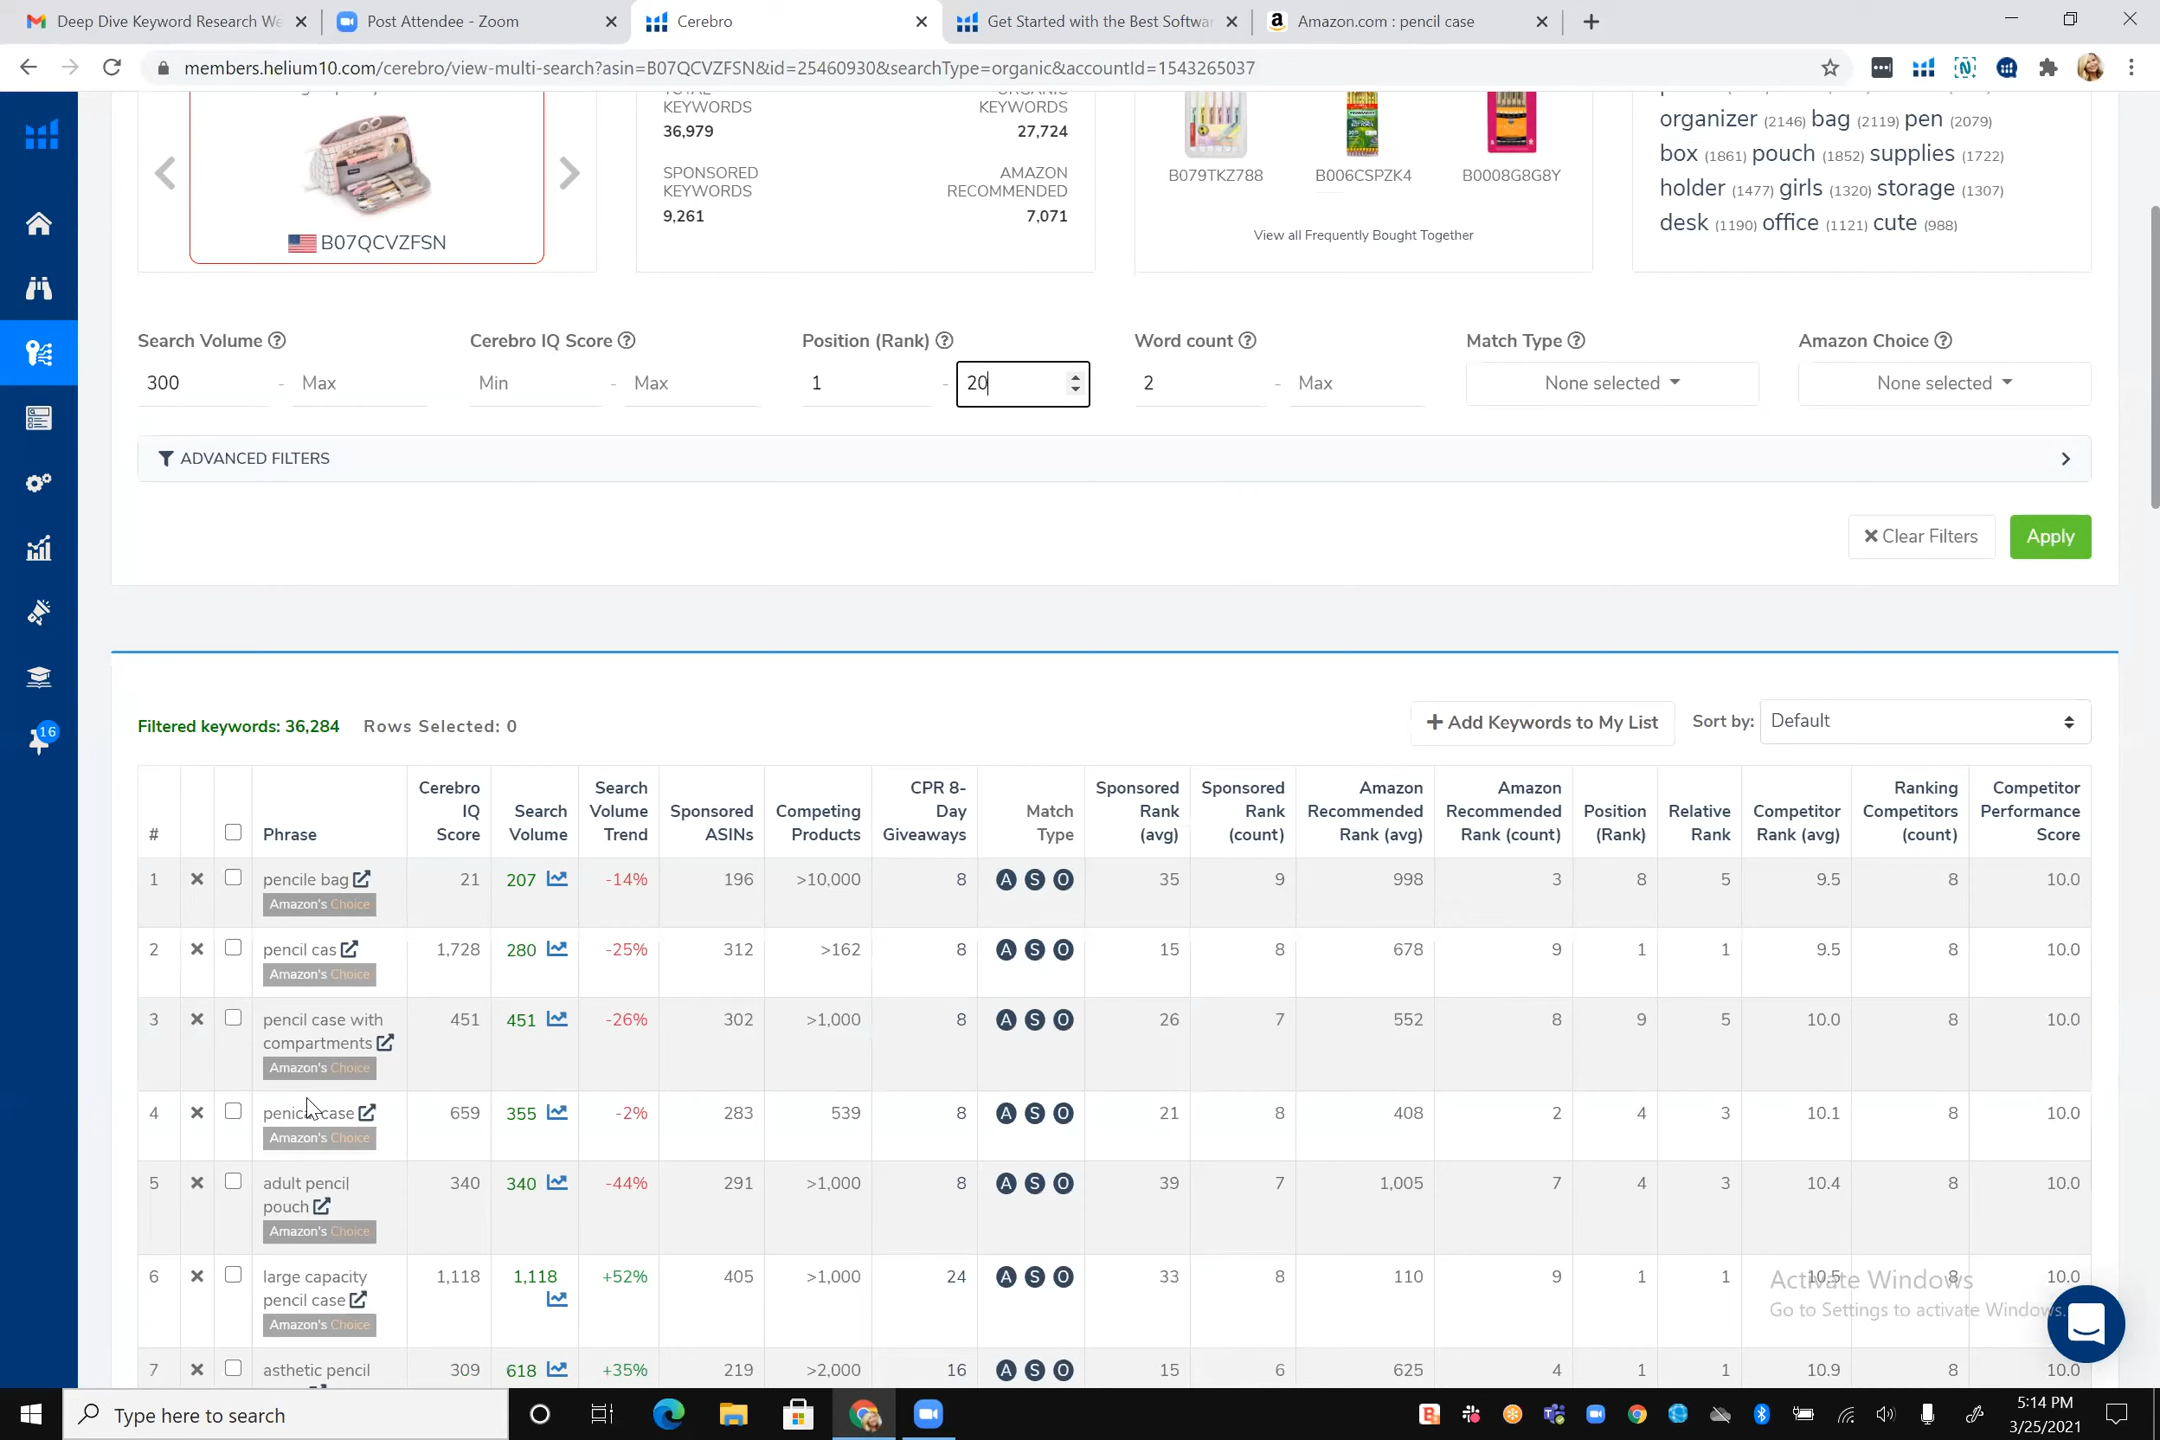 Deep Dive Keyword Research We
Post Attendee - Zoom
Cerebro
Get Started with the Best Softwar
Amazon.com : pencil case
members.helium10.com/cerebro/view-multi-search?asin=B07QCVZFSN&id=25460930&searchType=organic&accountId=1543265037
KEYWORDS
36,979
KEYWORDS
27,724
SPONSORED KEYWORDS
9,261
AMAZON RECOMMENDED
7,071
B07QCVZFSN
B079TKZ788 B006CSPZK4 B0008G8G8Y
View all Frequently Bought Together
organizer (2146) bag (2119) pen (2079)
box (1861) pouch (1852) supplies (1722)
holder (1477) girls (1320) storage (1307)
desk (1190) office (1121) cute (988)
Search Volume Cerebro IQ Score Position (Rank) Word count Match Type Amazon Choice
300 - Max Min - Max 1 - 20 2 - Max None selected None selected
ADVANCED FILTERS
Clear Filters Apply
Filtered keywords: 36,284 Rows Selected: 0
+ Add Keywords to My List Sort by: Default
# Phrase Cerebro IQ Score Search Volume Search Volume Trend Sponsored ASINs Competing Products CPR 8-Day Giveaways Match Type Sponsored Rank (avg) Sponsored Rank (count) Amazon Recommended Rank (avg) Amazon Recommended Rank (count) Position (Rank) Relative Rank Competitor Rank (avg) Ranking Competitors (count) Competitor Performance Score
1 pencile bag 21 207 -14% 196 >10,000 8 A S O 35 9 998 3 8 5 9.5 8 10.0
Amazon's Choice
2 pencil cas 1,728 280 -25% 312 >162 8 A S O 15 8 678 9 1 1 9.5 8 10.0
Amazon's Choice
3 pencil case with 451 451 -26% 302 >1,000 8 A S O 26 7 552 8 9 5 10.0 8 10.0
compartments
Amazon's Choice
4 case 659 355 -2% 283 539 8 A S O 21 8 408 2 4 3 10.1 8 10.0
Amazon's Choice
5 adult pencil 340 340 -44% 291 >1,000 8 A S O 39 7 1,005 7 4 3 10.4 8 10.0
pouch
Amazon's Choice
6 large capacity 1,118 1,118 +52% 405 >1,000 24 A S O 33 8 110 9 1 1 10.5 8 10.0
pencil case
Amazon's Choice
7 asthetic pencil 309 618 +35% 219 >2,000 16 A S O 15 6 625 4 1 1 10.9 8 10.0
Activate Windows
Go to Settings to activate Windows.
16
Type here to search
5:14 PM
3/25/2021